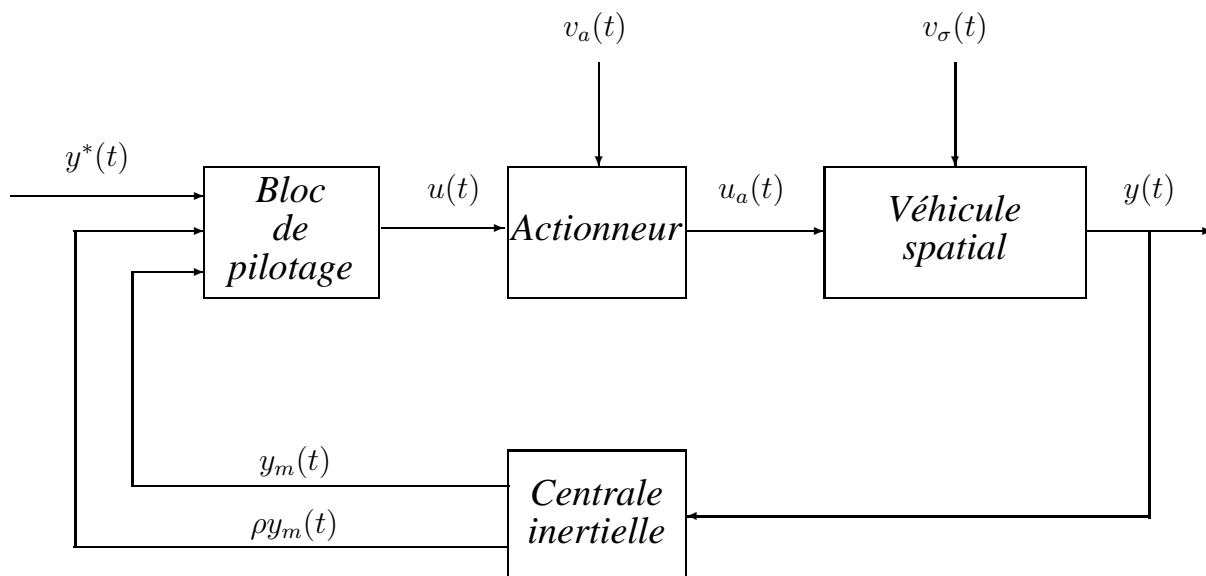 v_a(t)
v_σ(t)
y*(t)
Bloc
de
pilotage
u(t)
Actionneur
u_a(t)
Véhicule
spatial
y(t)
y_m(t)
ρy_m(t)
Centrale
inertielle